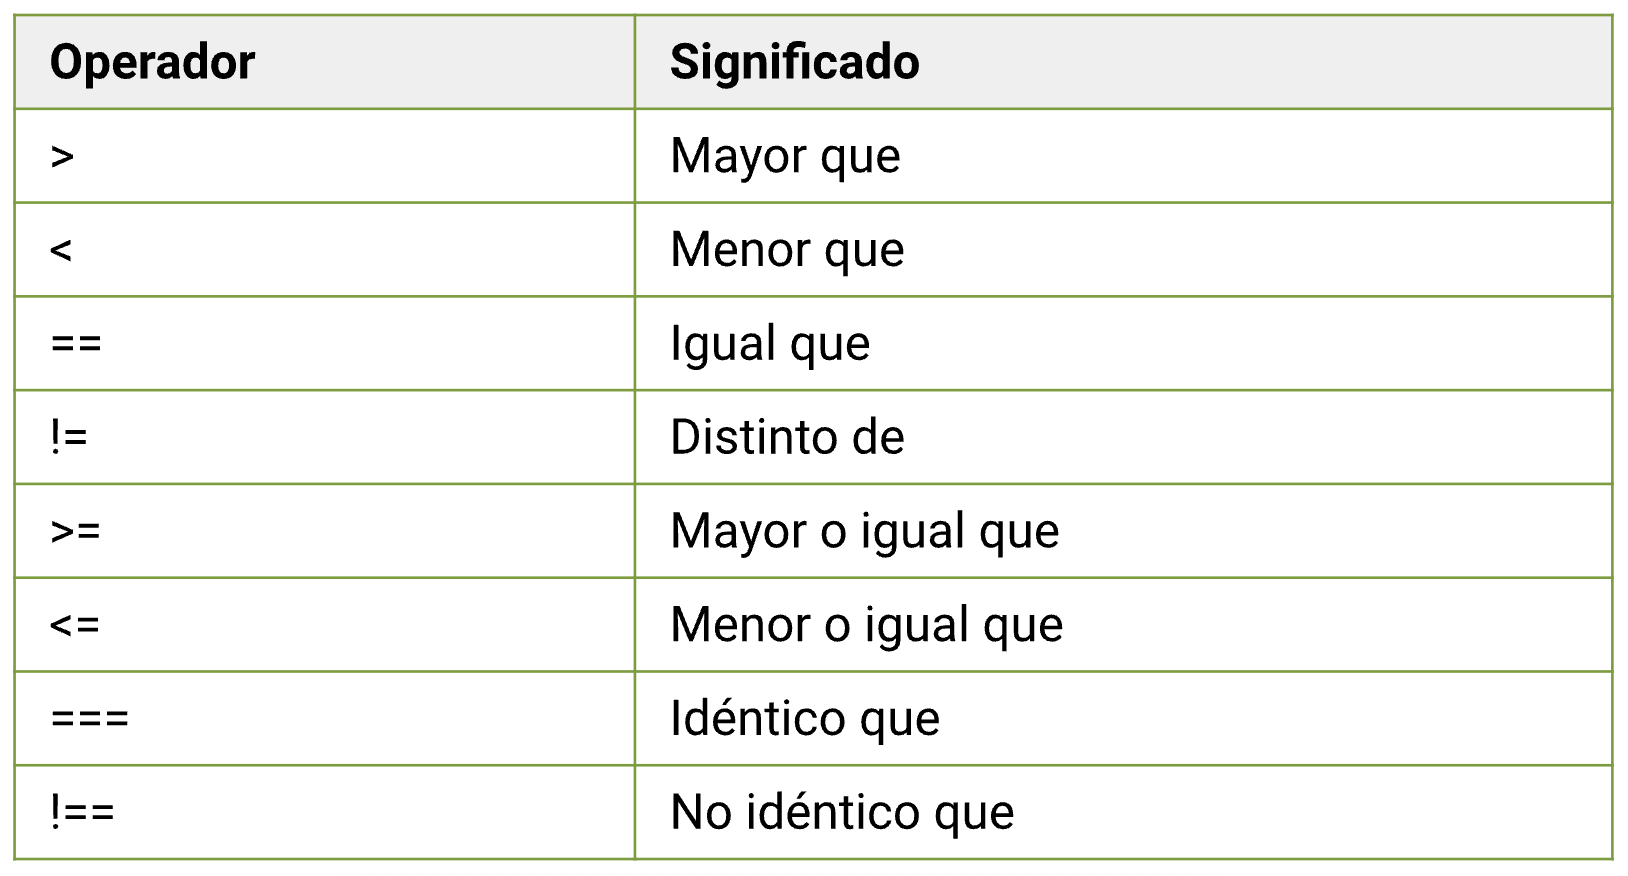 Operador Significado
> Mayor que
< Menor que
== Igual que
!= Distinto de
>= Mayor o igual que
<= Menor o igual que
=== Idéntico que
!== No idéntico que